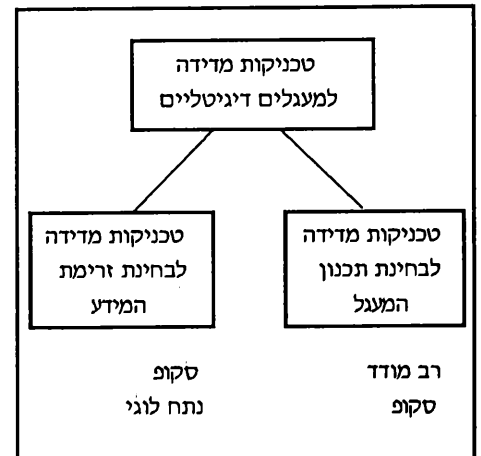 טכניקות מדידה
למעגלים דיגיטליים
טכניקות מדידה
לבחינת תכנון
המעגל
טכניקות מדידה
לבחינת זרימת
המידע
רב מודד
סקופ
סקופ
נתח לוגי